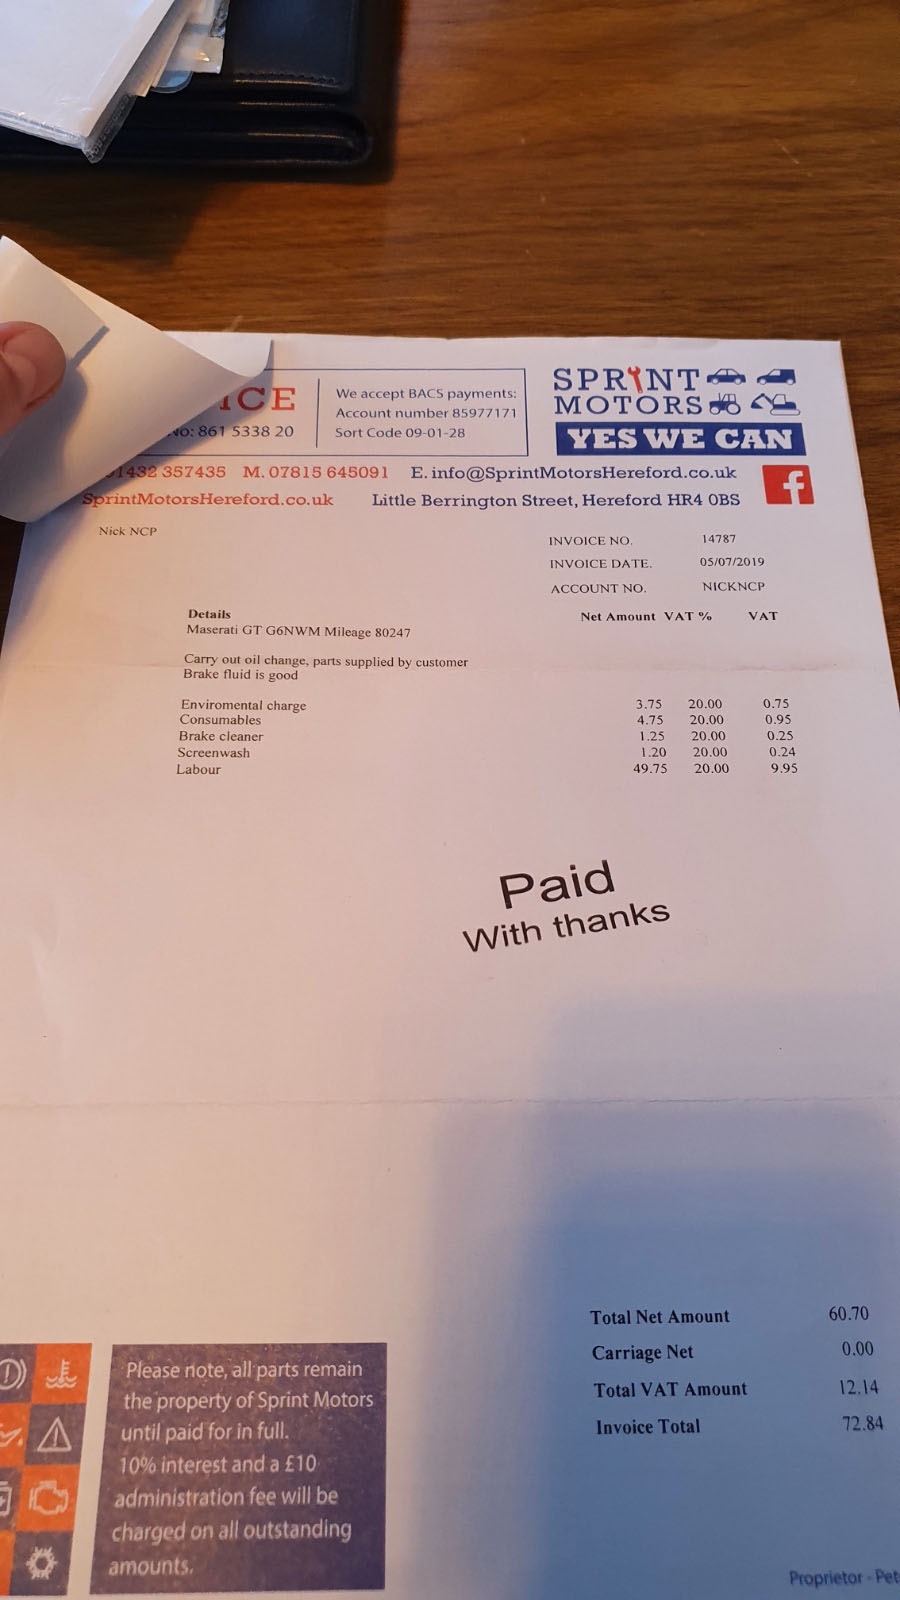 ICE
No: 861 5338 20
We accept BACS payments:
Account number 85977171
Sort Code 09-01-28
SPRINT
MOTORS
YES WE CAN
f
01432 357435 M. 07815 645091 E. info@SprintMotorsHereford.co.uk
SprintMotorsHereford.co.uk Little Berrington Street, Hereford HR4 0BS
Nick NCP
INVOICE NO. 14787
INVOICE DATE. 05/07/2019
ACCOUNT NO. NICKNCP
Details Net Amount VAT % VAT
Maserati GT G6NWM Mileage 80247
Carry out oil change, parts supplied by customer
Brake fluid is good
Enviromental charge 3.75 20.00 0.75
Consumables 4.75 20.00 0.95
Brake cleaner 1.25 20.00 0.25
Screenwash 1.20 20.00 0.24
Labour 49.75 20.00 9.95
Paid
With thanks
Total Net Amount 60.70
Carriage Net 0.00
Total VAT Amount 12.14
Invoice Total 72.84
Please note, all parts remain
the property of Sprint Motors
until paid for in full.
10% interest and a £10
administration fee will be
charged on all outstanding
amounts.
Proprietor - Pet